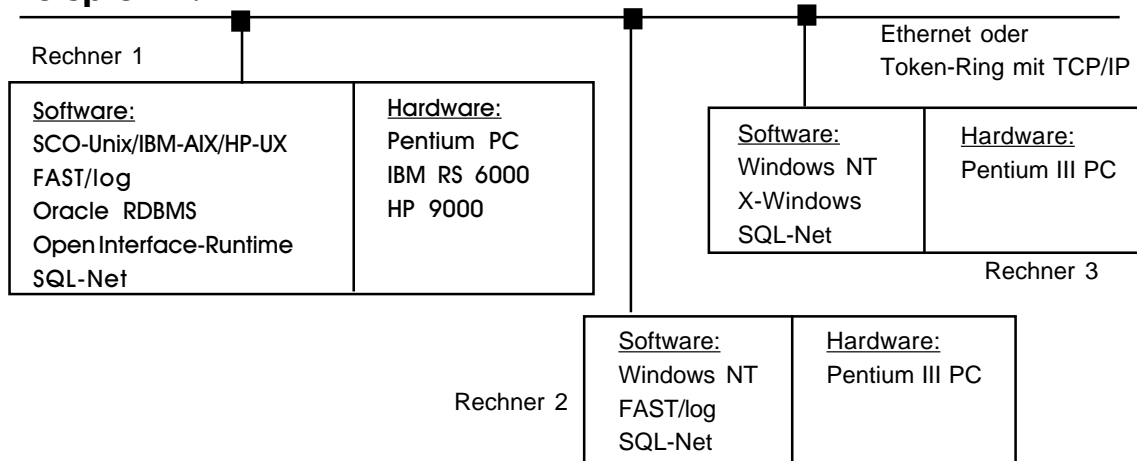 Rechner 1
Ethernet oder
Token-Ring mit TCP/IP
Software:
SCO-Unix/IBM-AIX/HP-UX
FAST/log
Oracle RDBMS
Open Interface-Runtime
SQL-Net
Hardware:
Pentium PC
IBM RS 6000
HP 9000
Software:
Windows NT
X-Windows
SQL-Net
Hardware:
Pentium III PC
Rechner 3
Rechner 2
Software:
Windows NT
FAST/log
SQL-Net
Hardware:
Pentium III PC